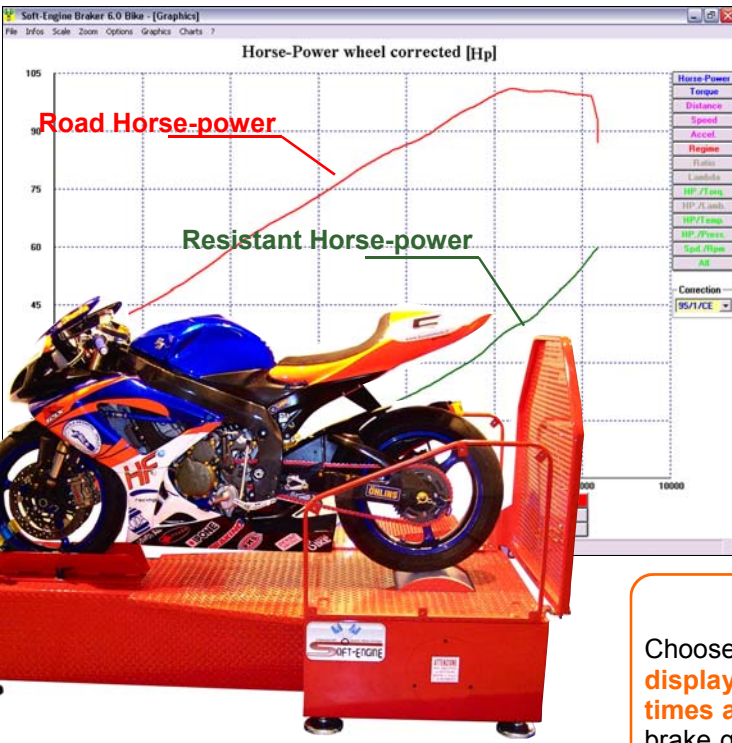 Soft-Engine Braker 6.0 Bike - [Graphics]
File Infos Scale Zoom Options Graphics Charts ?
Horse-Power wheel corrected [Hp]
105
90
75
60
45
10000
Road Horse-power
Resistant Horse-power
Horse-Power
Torque
Distance
Speed
Accel.
Regime
Ratio
Lambda
HP./Torq.
HP./Lamb.
HP/Temp.
HP./Press.
Spd./Rpm
All
Correction
95/1/CE
HF
OHLINS
SOFT-ENGINE
ATTENZIONE
Choose
display
times a